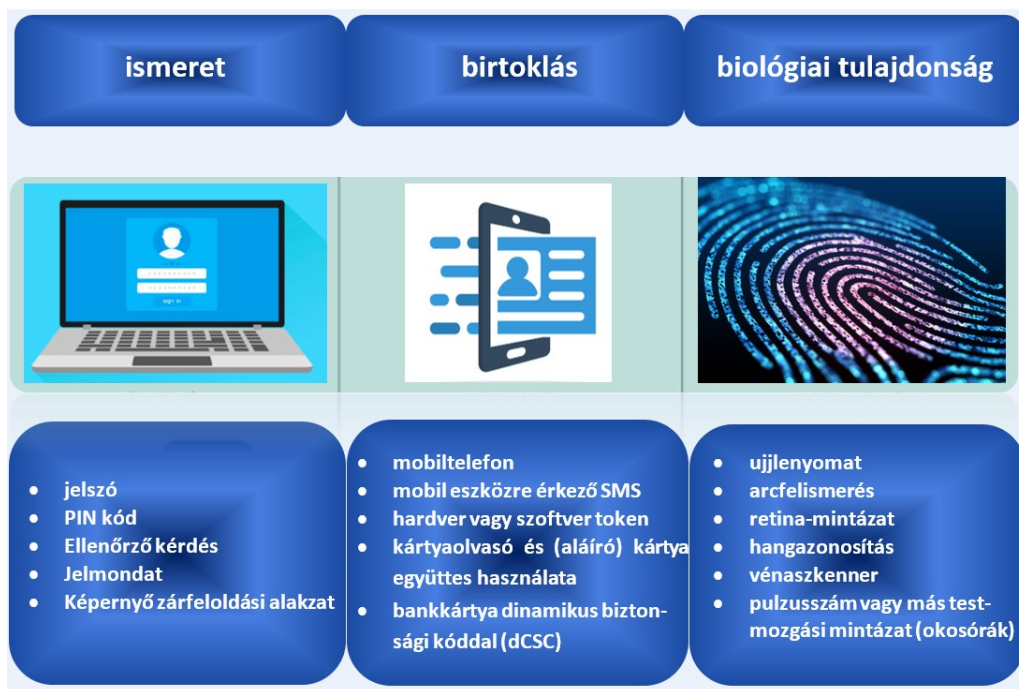 ismeret
birtoklás
biológiai tulajdonság
sign in
• jelszó
• PIN kód
• Ellenőrző kérdés
• Jelmondat
• Képernyő zárfeloldási alakzat
• mobiltelefon
• mobil eszközre érkező SMS
• hardver vagy szoftver token
• kártyaolvasó és (aláíró) kártya
együttes használata
• bankkártya dinamikus bizton-
sági kóddal (dCSC)
• ujjlenyomat
• arcfelismerés
• retina-mintázat
• hangazonosítás
• vénaszkenner
• pulzusszám vagy más test-
mozgási mintázat (okosórák)